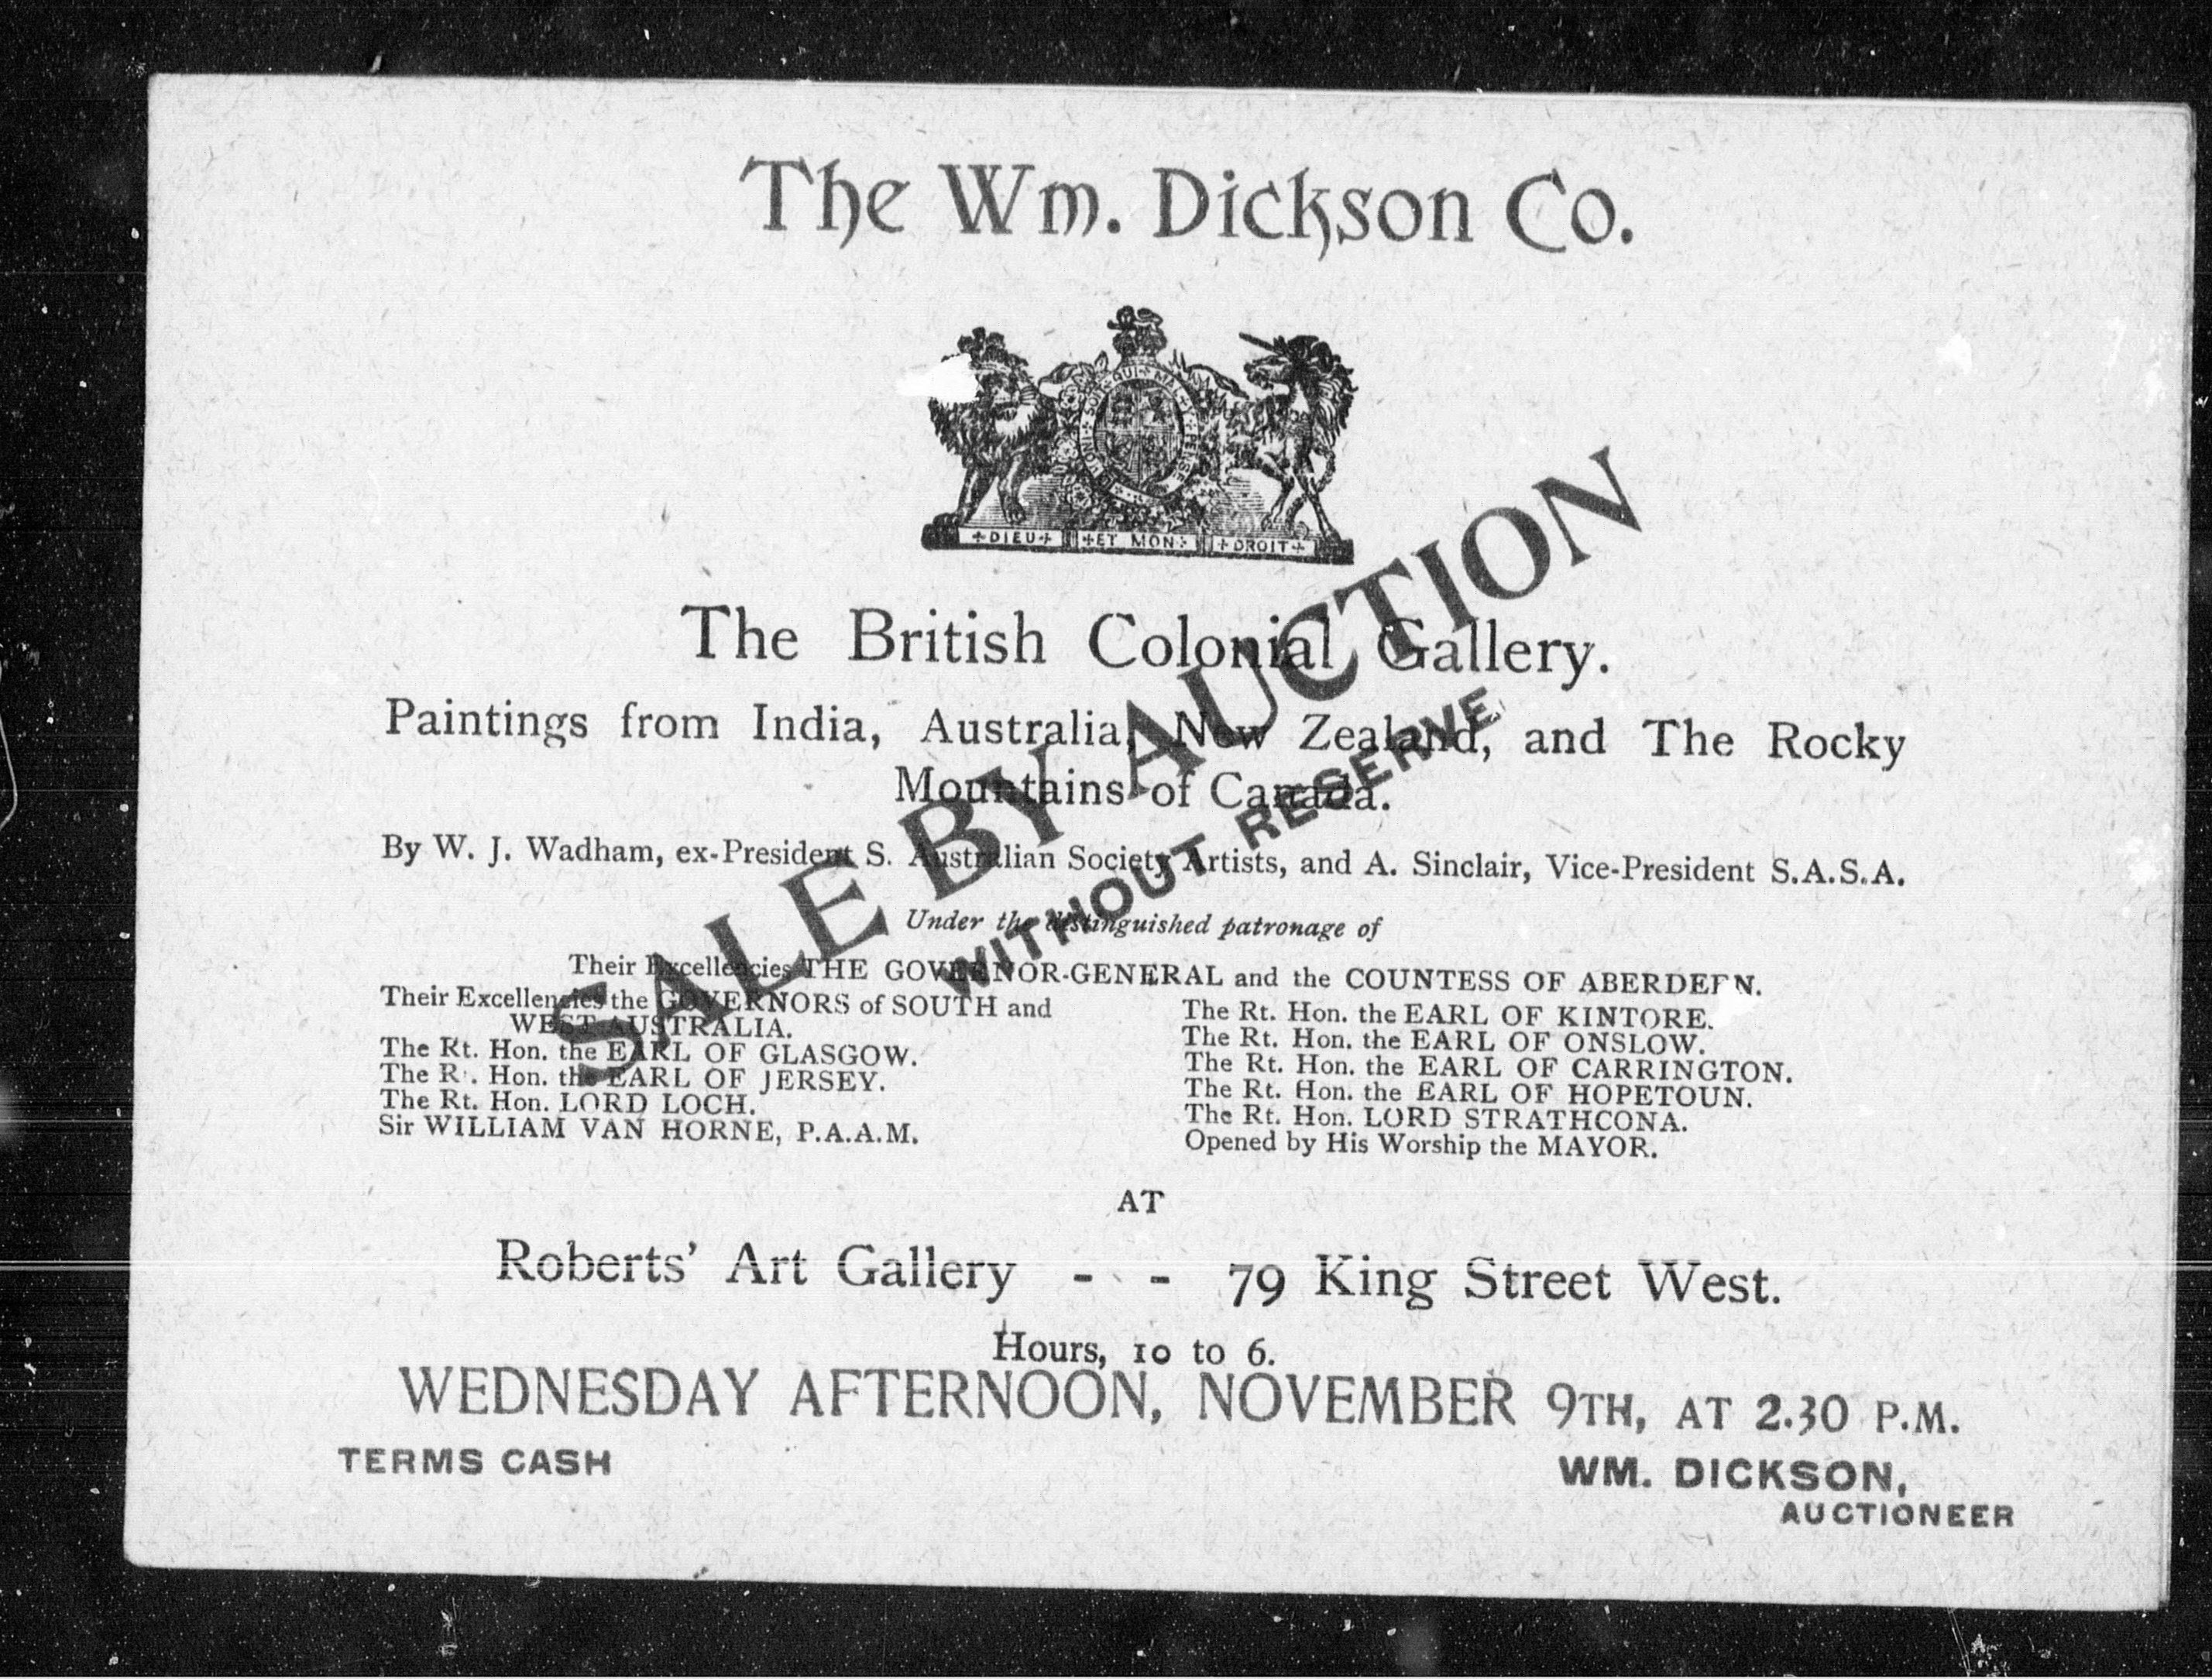 The Wm. Dickson Co.
HONI SOIT QUI MAL Y PENSE
DIEU ET MON DROIT
The British Colonial Gallery.
Paintings from India, Australia, New Zealand, and The Rocky
Mountains of Canada.
By W. J. Wadham, ex-President S. Australian Society Artists, and A. Sinclair, Vice-President S.A.S.A.
SALE BY AUCTION
WITHOUT RESERVE
Under the distinguished patronage of
Their Excellencies THE GOVERNOR-GENERAL and the COUNTESS OF ABERDEEN.
Their Excellencies the GOVERNORS of SOUTH and
WEST AUSTRALIA.
The Rt. Hon. the EARL OF GLASGOW.
The Rt. Hon. the EARL OF JERSEY.
The Rt. Hon. LORD LOCH.
Sir WILLIAM VAN HORNE, P.A.A.M.
The Rt. Hon. the EARL OF KINTORE.
The Rt. Hon. the EARL OF ONSLOW.
The Rt. Hon. the EARL OF CARRINGTON.
The Rt. Hon. the EARL OF HOPETOUN.
The Rt. Hon. LORD STRATHCONA.
Opened by His Worship the MAYOR.
AT
Roberts' Art Gallery - - 79 King Street West.
Hours, 10 to 6.
WEDNESDAY AFTERNOON, NOVEMBER 9TH, AT 2.30 P.M.
TERMS CASH
WM. DICKSON,
AUCTIONEER